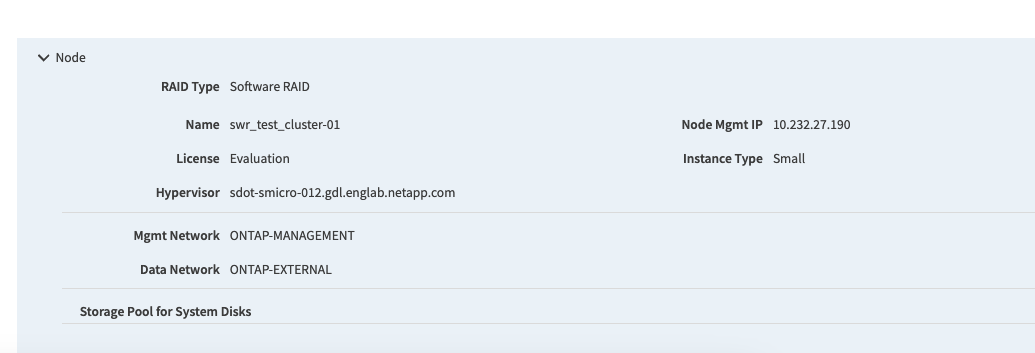 Node
RAID Type Software RAID
Name swr_test_cluster-01 Node Mgmt IP 10.232.27.190
License Evaluation Instance Type Small
Hypervisor sdot-smicro-012.gdl.englab.netapp.com
Mgmt Network ONTAP-MANAGEMENT
Data Network ONTAP-EXTERNAL
Storage Pool for System Disks